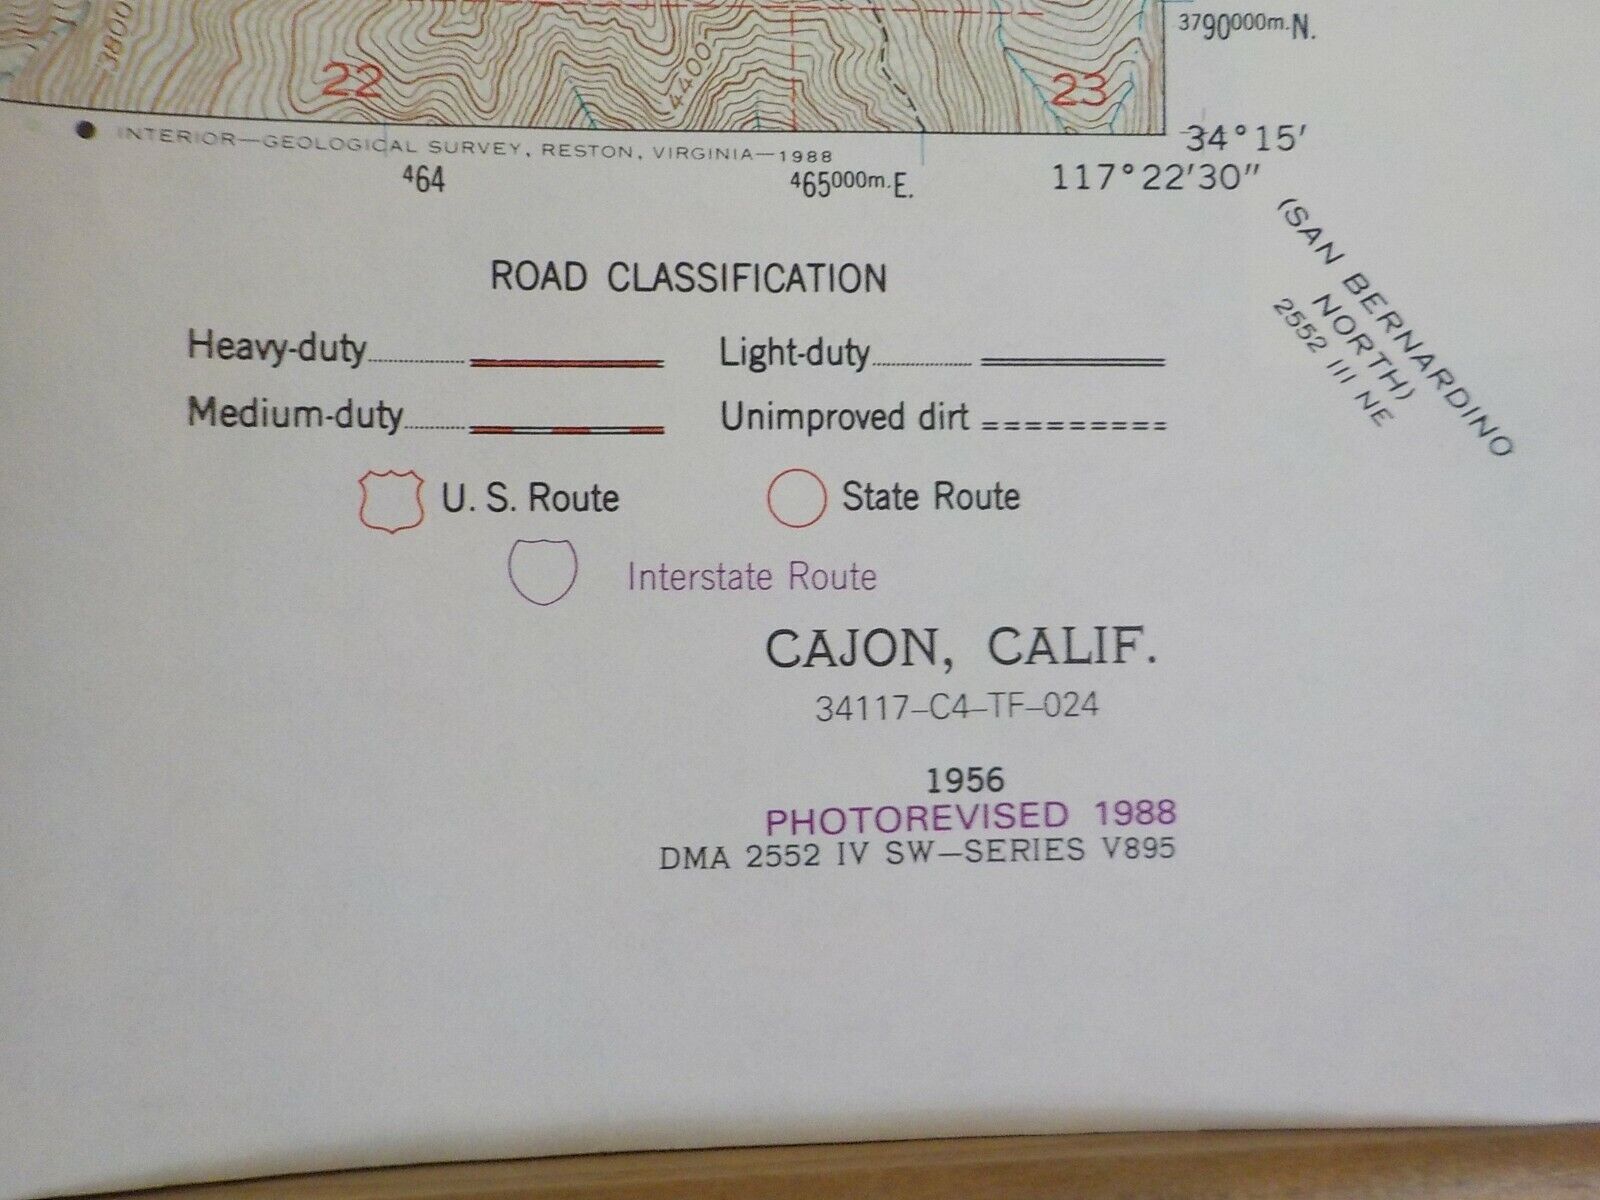 3800
22
4400
23
3790000m.N.
INTERIOR—GEOLOGICAL SURVEY, RESTON, VIRGINIA—1988
34°15′
464
465000m.E.
117°22′30″
(SAN BERNARDINO
NORTH)
2552 III NE
ROAD CLASSIFICATION
Heavy-duty
Light-duty
Medium-duty
Unimproved dirt
U. S. Route
State Route
Interstate Route
CAJON, CALIF.
34117–C4–TF–024
1956
PHOTOREVISED 1988
DMA 2552 IV SW—SERIES V895